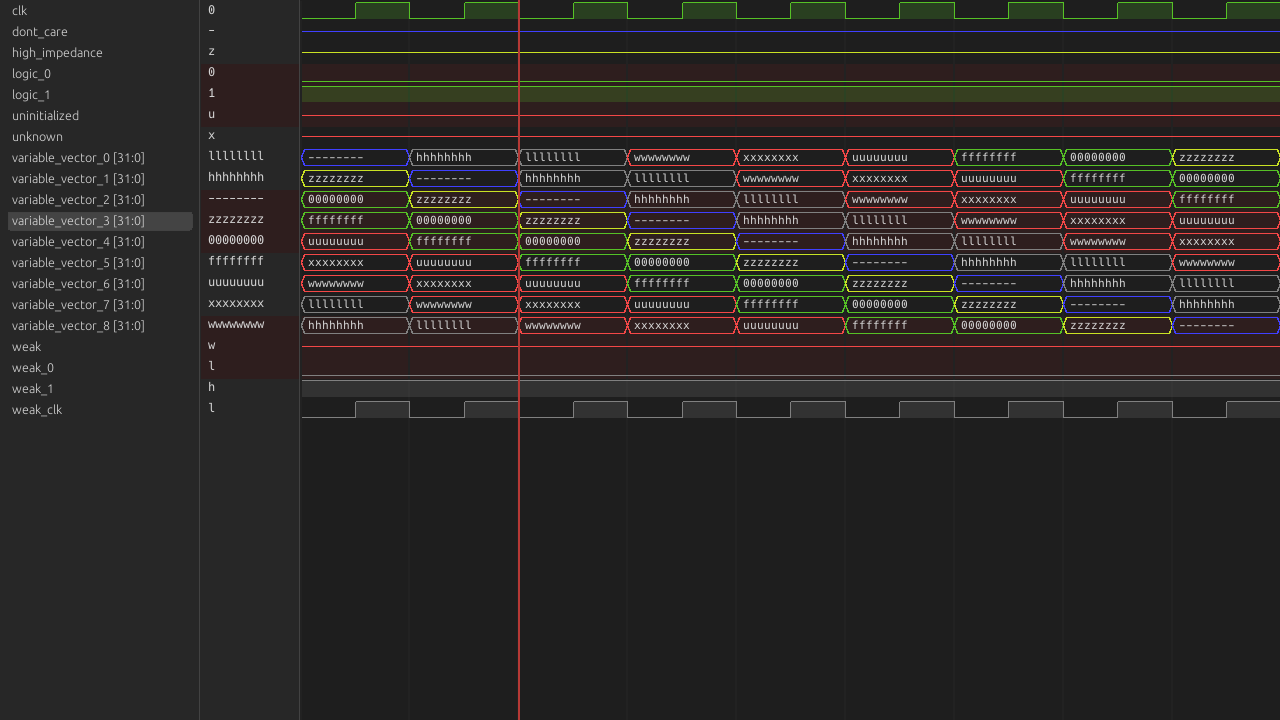 clk 0
dont_care -
high_impedance z
logic_0 0
logic_1 1
uninitialized u
unknown x
variable_vector_0 [31:0] llllllll -------- hhhhhhhh llllllll wwwwwwww xxxxxxxx uuuuuuuu ffffffff 00000000 zzzzzzzz
variable_vector_1 [31:0] hhhhhhhh zzzzzzzz -------- hhhhhhhh llllllll wwwwwwww xxxxxxxx uuuuuuuu ffffffff 00000000
variable_vector_2 [31:0] -------- 00000000 zzzzzzzz -------- hhhhhhhh llllllll wwwwwwww xxxxxxxx uuuuuuuu ffffffff
variable_vector_3 [31:0] zzzzzzzz ffffffff 00000000 zzzzzzzz -------- hhhhhhhh llllllll wwwwwwww xxxxxxxx uuuuuuuu
variable_vector_4 [31:0] 00000000 uuuuuuuu ffffffff 00000000 zzzzzzzz -------- hhhhhhhh llllllll wwwwwwww xxxxxxxx
variable_vector_5 [31:0] ffffffff xxxxxxxx uuuuuuuu ffffffff 00000000 zzzzzzzz -------- hhhhhhhh llllllll wwwwwwww
variable_vector_6 [31:0] uuuuuuuu wwwwwwww xxxxxxxx uuuuuuuu ffffffff 00000000 zzzzzzzz -------- hhhhhhhh llllllll
variable_vector_7 [31:0] xxxxxxxx llllllll wwwwwwww xxxxxxxx uuuuuuuu ffffffff 00000000 zzzzzzzz -------- hhhhhhhh
variable_vector_8 [31:0] wwwwwwww hhhhhhhh llllllll wwwwwwww xxxxxxxx uuuuuuuu ffffffff 00000000 zzzzzzzz --------
weak w
weak_0 l
weak_1 h
weak_clk l